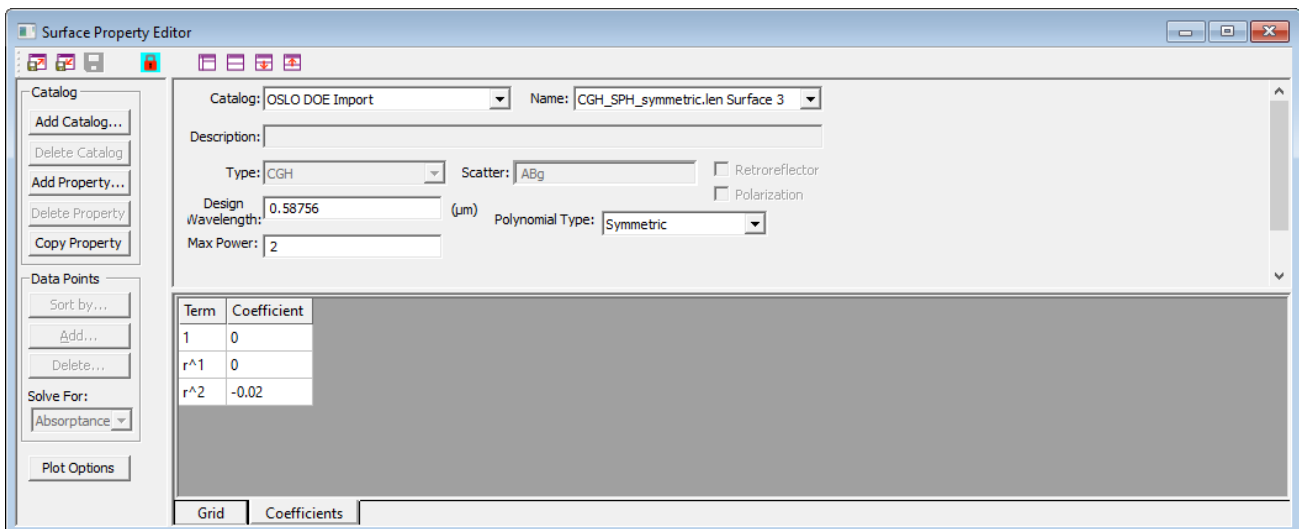 Surface Property Editor
Catalog
Add Catalog...
Delete Catalog
Add Property...
Delete Property
Copy Property
Data Points
Sort by...
Add...
Delete...
Solve For:
Absorptance
Plot Options
Catalog: OSLO DOE Import Name: CGH_SPH_symmetric.len Surface 3
Description:
Type: CGH Scatter: ABg Retroreflector
Polarization
Design
Wavelength: 0.58756 (µm) Polynomial Type: Symmetric
Max Power: 2
Term Coefficient
1 0
r^1 0
r^2 -0.02
Grid Coefficients